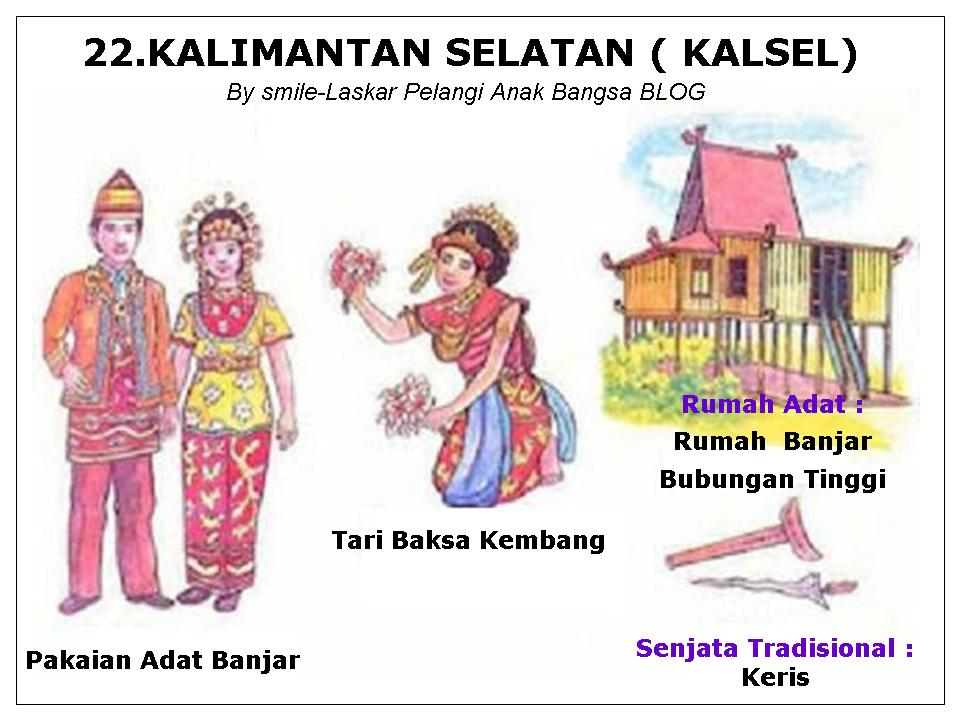 22.KALIMANTAN SELATAN ( KALSEL)
By smile-Laskar Pelangi Anak Bangsa BLOG
Rumah Adat :
Rumah Banjar
Bubungan Tinggi
Tari Baksa Kembang
Pakaian Adat Banjar
Senjata Tradisional :
Keris